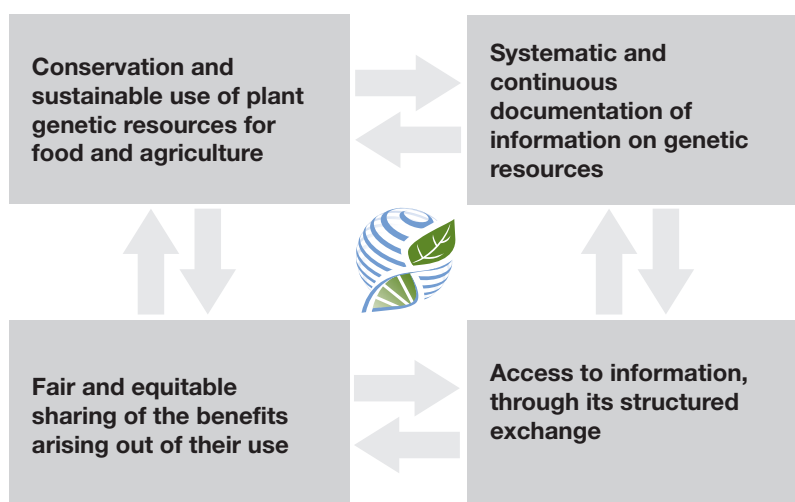 Conservation and
sustainable use of plant
genetic resources for
food and agriculture
Systematic and
continuous
documentation of
information on genetic
resources
Fair and equitable
sharing of the benefits
arising out of their use
Access to information,
through its structured
exchange